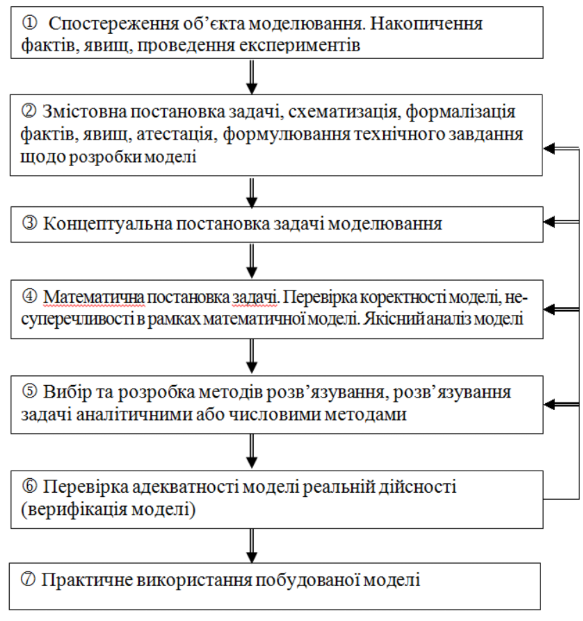 ① Спостереження об’єкта моделювання. Накопичення
фактів, явищ, проведення експериментів
② Змістовна постановка задачі, схематизація, формалізація
фактів, явищ, атестація, формулювання технічного завдання
щодо розробки моделі
③ Концептуальна постановка задачі моделювання
④ Математична постановка задачі. Перевірка коректності моделі, не-
суперечливості в рамках математичної моделі. Якісний аналіз моделі
⑤ Вибір та розробка методів розв’язування, розв’язування
задачі аналітичними або числовими методами
⑥ Перевірка адекватності моделі реальній дійсності
(верифікація моделі)
⑦ Практичне використання побудованої моделі